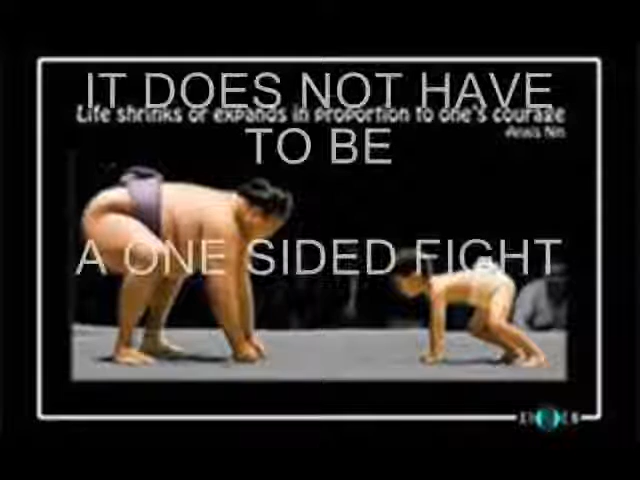 IT DOES NOT HAVE
Life shrinks or expands in proportion to one's courage
Anais Nin
TO BE
A ONE SIDED FIGHT